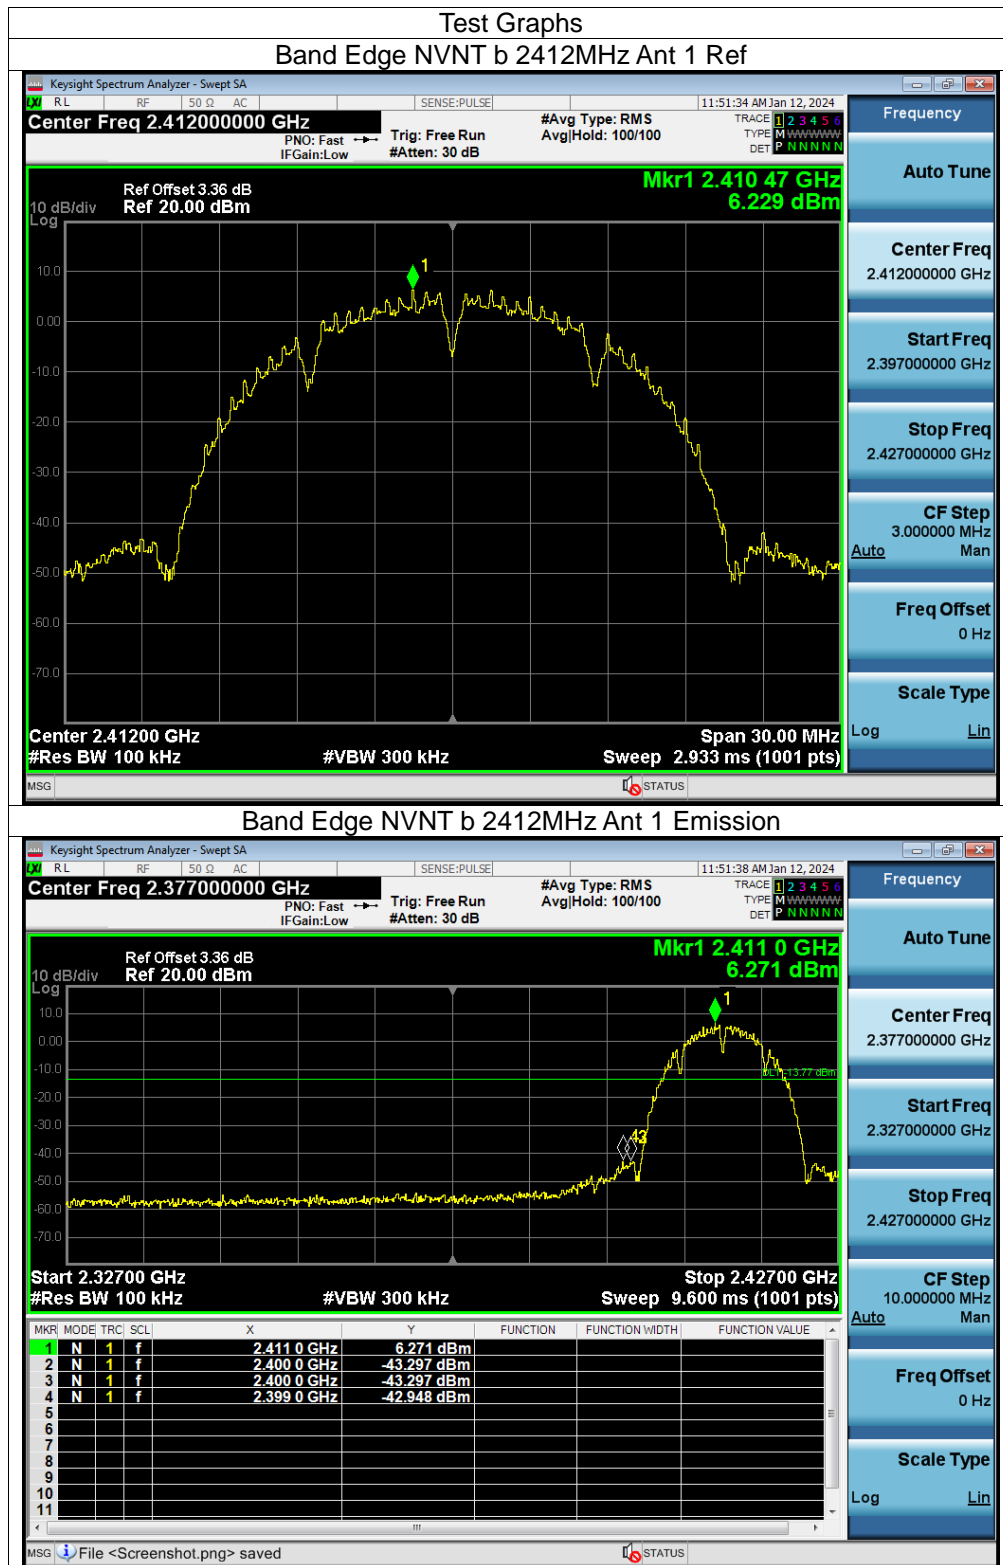 Test Graphs
Band Edge NVNT b 2412MHz Ant 1 Ref
Keysight Spectrum Analyzer - Swept SA
LXI RL RF 50 Ω AC SENSE:PULSE 11:51:34 AM Jan 12, 2024
Center Freq 2.412000000 GHz
PNO: Fast
IFGain:Low
Trig: Free Run
#Atten: 30 dB
#Avg Type: RMS
Avg|Hold: 100/100
TRACE 1 2 3 4 5 6
TYPE M WWWWW
DET P N N N N N
Mkr1 2.410 47 GHz
6.229 dBm
Ref Offset 3.36 dB
10 dB/div Ref 20.00 dBm
Log
10.0
0.00
-10.0
-20.0
-30.0
-40.0
-50.0
-60.0
-70.0
1
Center 2.41200 GHz Span 30.00 MHz
#Res BW 100 kHz #VBW 300 kHz Sweep 2.933 ms (1001 pts)
MSG STATUS
Frequency
Auto Tune
Center Freq
2.412000000 GHz
Start Freq
2.397000000 GHz
Stop Freq
2.427000000 GHz
CF Step
3.000000 MHz
Auto Man
Freq Offset
0 Hz
Scale Type
Log Lin
Band Edge NVNT b 2412MHz Ant 1 Emission
Keysight Spectrum Analyzer - Swept SA
LXI RL RF 50 Ω AC SENSE:PULSE 11:51:38 AM Jan 12, 2024
Center Freq 2.377000000 GHz
PNO: Fast
IFGain:Low
Trig: Free Run
#Atten: 30 dB
#Avg Type: RMS
Avg|Hold: 100/100
TRACE 1 2 3 4 5 6
TYPE M WWWWW
DET P N N N N N
Mkr1 2.411 0 GHz
6.271 dBm
Ref Offset 3.36 dB
10 dB/div Ref 20.00 dBm
Log
10.0
0.00
-10.0
-20.0
-30.0
-40.0
-50.0
-60.0
-70.0
1
DL1 -13.77 dBm
43
Start 2.32700 GHz Stop 2.42700 GHz
#Res BW 100 kHz #VBW 300 kHz Sweep 9.600 ms (1001 pts)
MKR MODE TRC SCL X Y FUNCTION FUNCTION WIDTH FUNCTION VALUE
1 N 1 f 2.411 0 GHz 6.271 dBm
2 N 1 f 2.400 0 GHz -43.297 dBm
3 N 1 f 2.400 0 GHz -43.297 dBm
4 N 1 f 2.399 0 GHz -42.948 dBm
5
6
7
8
9
10
11
MSG File <Screenshot.png> saved STATUS
Frequency
Auto Tune
Center Freq
2.377000000 GHz
Start Freq
2.327000000 GHz
Stop Freq
2.427000000 GHz
CF Step
10.000000 MHz
Auto Man
Freq Offset
0 Hz
Scale Type
Log Lin